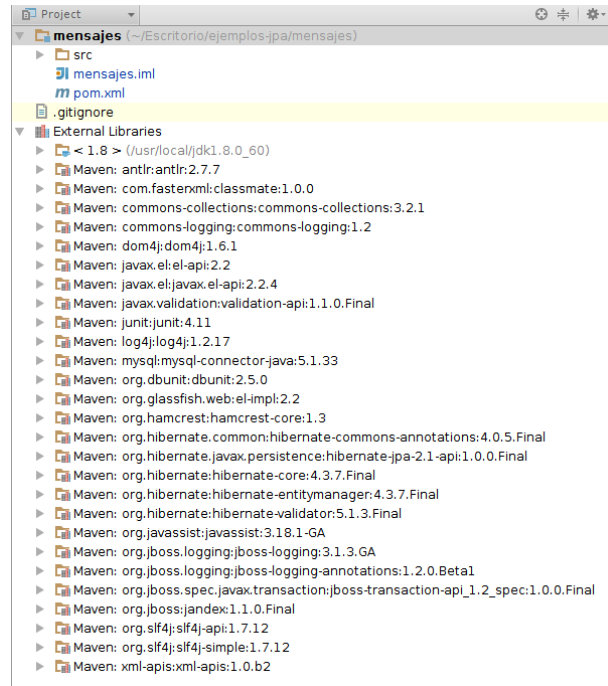 Project
mensajes (~/Escritorio/ejemplos-jpa/mensajes)
src
mensajes.iml
pom.xml
.gitignore
External Libraries
< 1.8 > (/usr/local/jdk1.8.0_60)
Maven: antlr:antlr:2.7.7
Maven: com.fasterxml:classmate:1.0.0
Maven: commons-collections:commons-collections:3.2.1
Maven: commons-logging:commons-logging:1.2
Maven: dom4j:dom4j:1.6.1
Maven: javax.el:el-api:2.2
Maven: javax.el:javax.el-api:2.2.4
Maven: javax.validation:validation-api:1.1.0.Final
Maven: junit:junit:4.11
Maven: log4j:log4j:1.2.17
Maven: mysql:mysql-connector-java:5.1.33
Maven: org.dbunit:dbunit:2.5.0
Maven: org.glassfish.web:el-impl:2.2
Maven: org.hamcrest:hamcrest-core:1.3
Maven: org.hibernate.common:hibernate-commons-annotations:4.0.5.Final
Maven: org.hibernate.javax.persistence:hibernate-jpa-2.1-api:1.0.0.Final
Maven: org.hibernate:hibernate-core:4.3.7.Final
Maven: org.hibernate:hibernate-entitymanager:4.3.7.Final
Maven: org.hibernate:hibernate-validator:5.1.3.Final
Maven: org.javassist:javassist:3.18.1-GA
Maven: org.jboss.logging:jboss-logging:3.1.3.GA
Maven: org.jboss.logging:jboss-logging-annotations:1.2.0.Beta1
Maven: org.jboss.spec.javax.transaction:jboss-transaction-api_1.2_spec:1.0.0.Final
Maven: org.jboss:jandex:1.1.0.Final
Maven: org.slf4j:slf4j-api:1.7.12
Maven: org.slf4j:slf4j-simple:1.7.12
Maven: xml-apis:xml-apis:1.0.b2